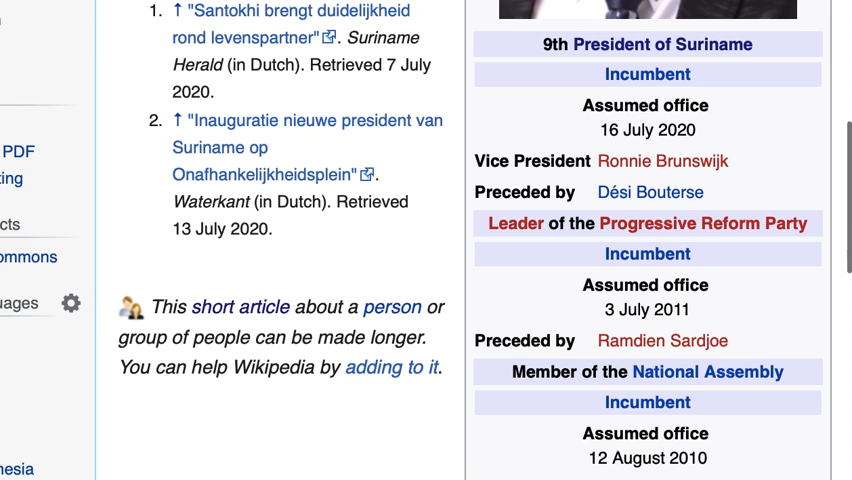 1. ↑ "Santokhi brengt duidelijkheid
rond levenspartner". Suriname
Herald (in Dutch). Retrieved 7 July
2020.
2. ↑ "Inauguratie nieuwe president van
Suriname op
Onafhankelijkheidsplein".
Waterkant (in Dutch). Retrieved
13 July 2020.
This short article about a person or
group of people can be made longer.
You can help Wikipedia by adding to it.
PDF
ting
cts
ommons
uages
nesia
9th President of Suriname
Incumbent
Assumed office
16 July 2020
Vice President Ronnie Brunswijk
Preceded by Dési Bouterse
Leader of the Progressive Reform Party
Incumbent
Assumed office
3 July 2011
Preceded by Ramdien Sardjoe
Member of the National Assembly
Incumbent
Assumed office
12 August 2010